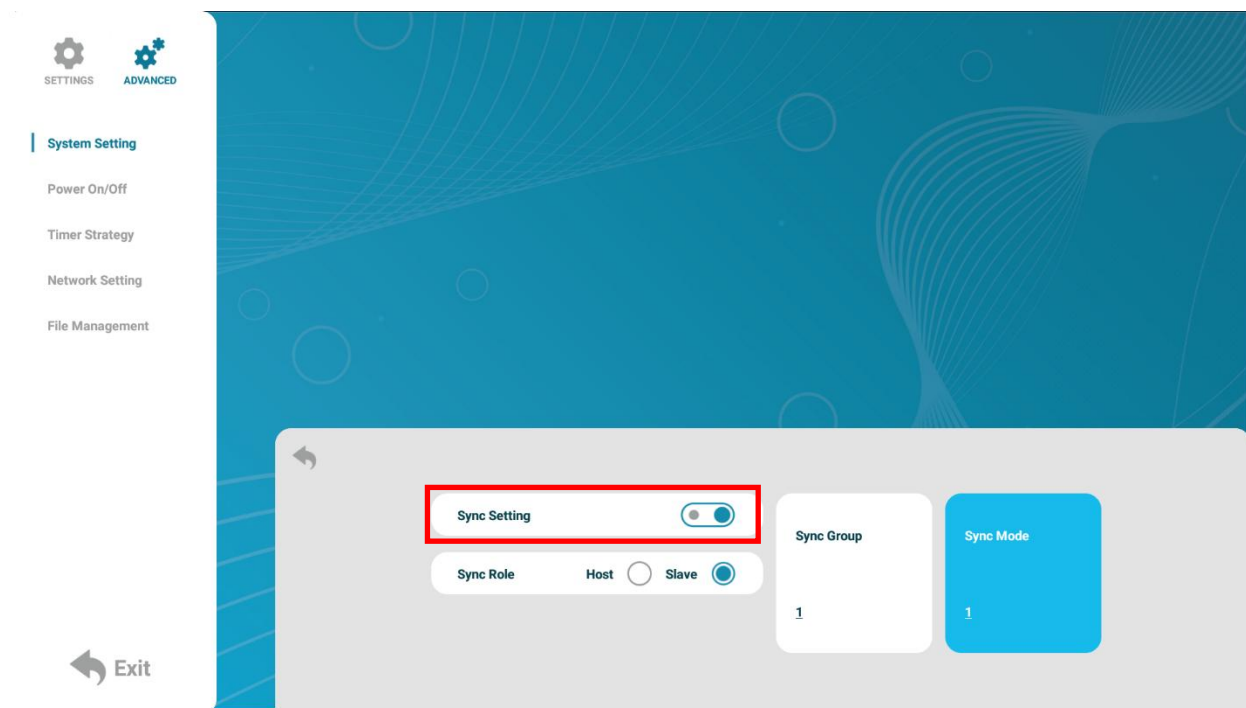 SETTINGS
ADVANCED
System Setting
Power On/Off
Timer Strategy
Network Setting
File Management
Exit
Sync Setting
Sync Role Host Slave
Sync Group
1
Sync Mode
1